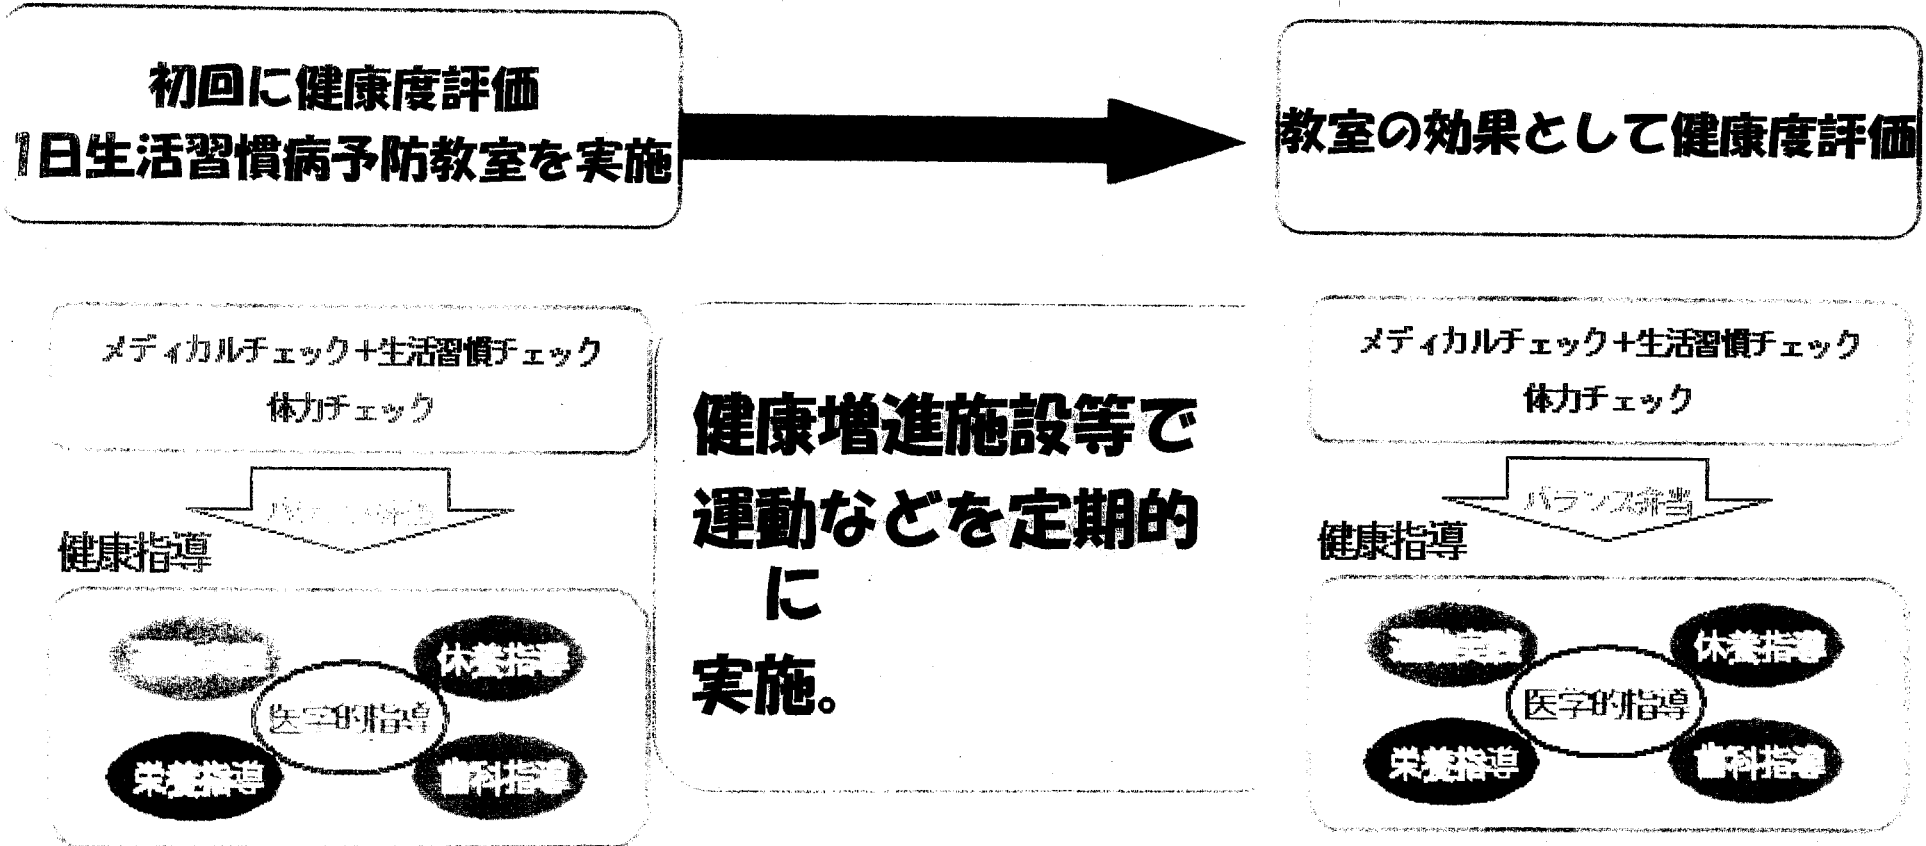 初回に健康度評価
1日生活習慣病予防教室を実施
教室の効果として健康度評価
メディカルチェック+生活習慣チェック
体力チェック
健康指導
休養指導
医学的指導
栄養指導
歯科指導
健康増進施設等で
運動などを定期的
に
実施。
メディカルチェック+生活習慣チェック
体力チェック
バランス弁当
健康指導
休養指導
医学的指導
栄養指導
歯科指導